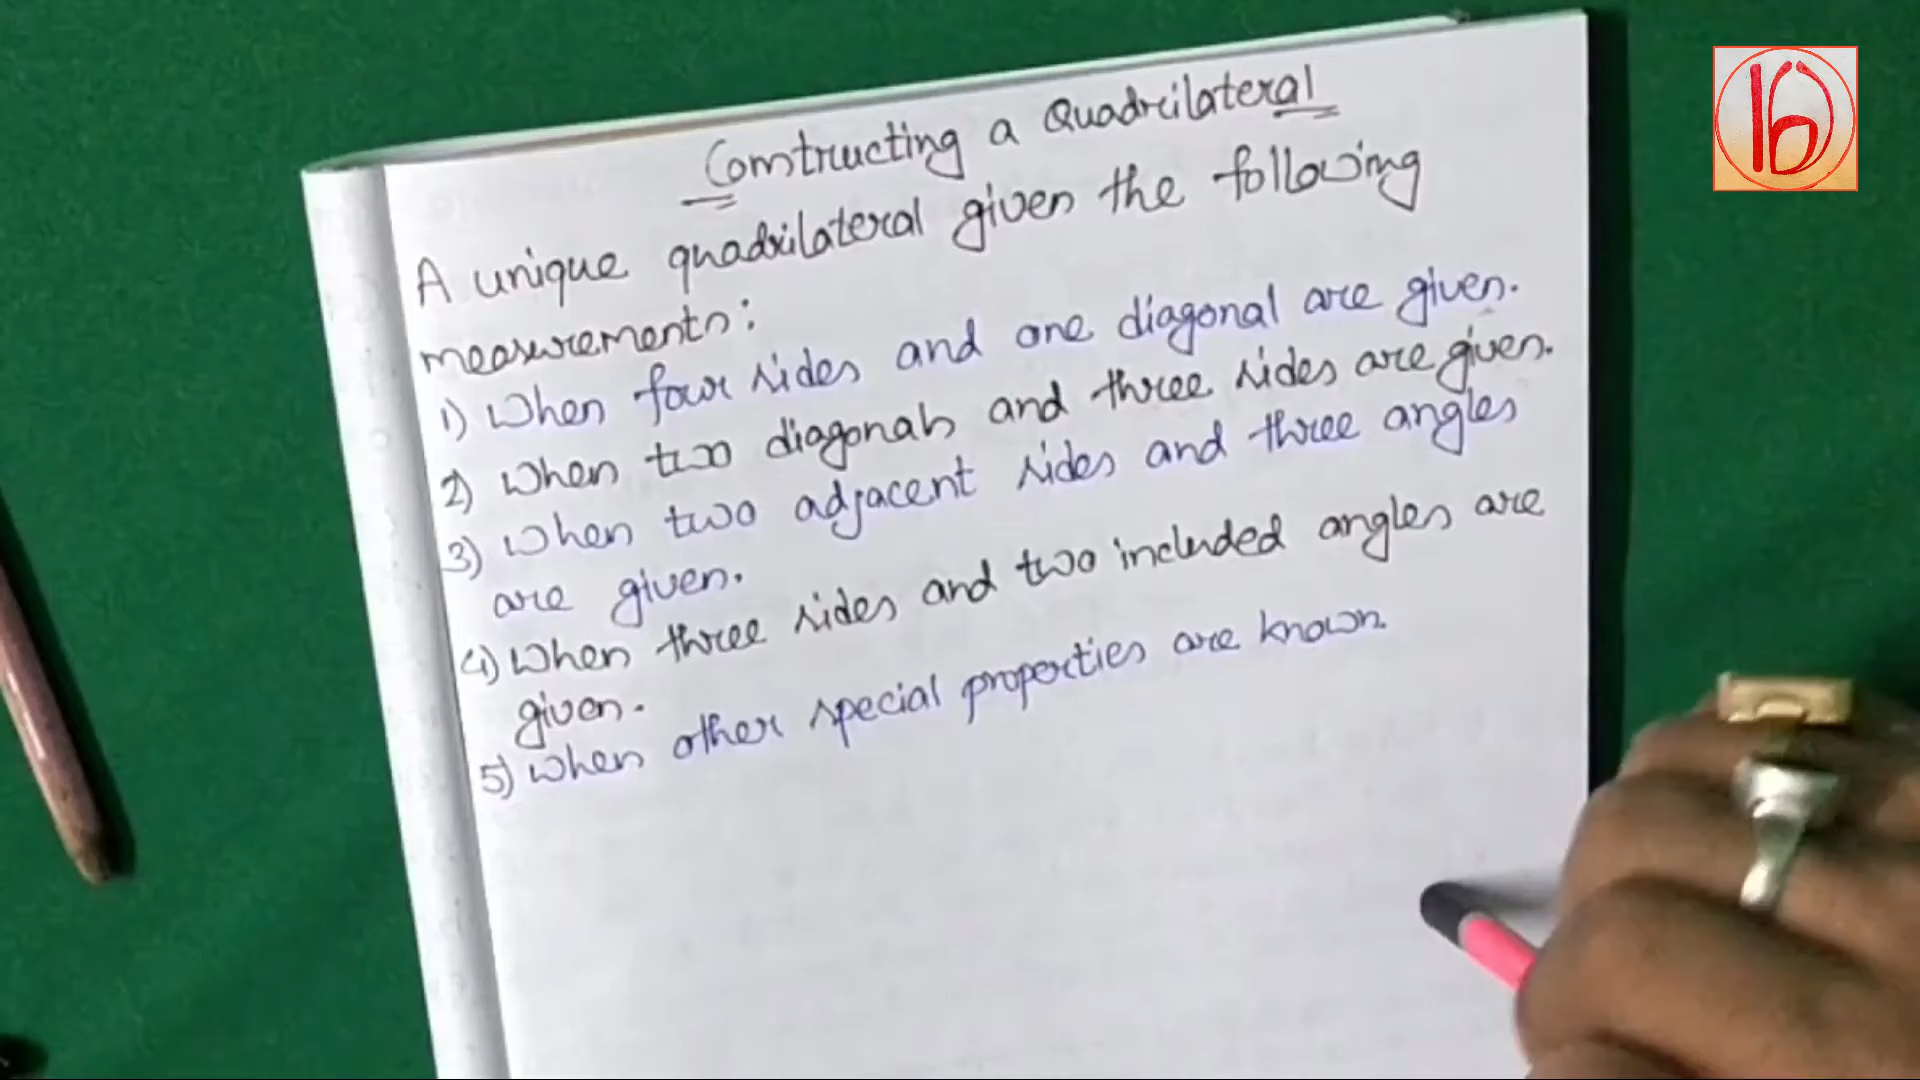 Constructing a Quadrilateral
A unique quadrilateral given the following
measurements:
1) When four sides and one diagonal are given.
2) When two diagonals and three sides are given.
3) When two adjacent sides and three angles
are given.
4) When three sides and two included angles are
given.
5) When other special properties are known.